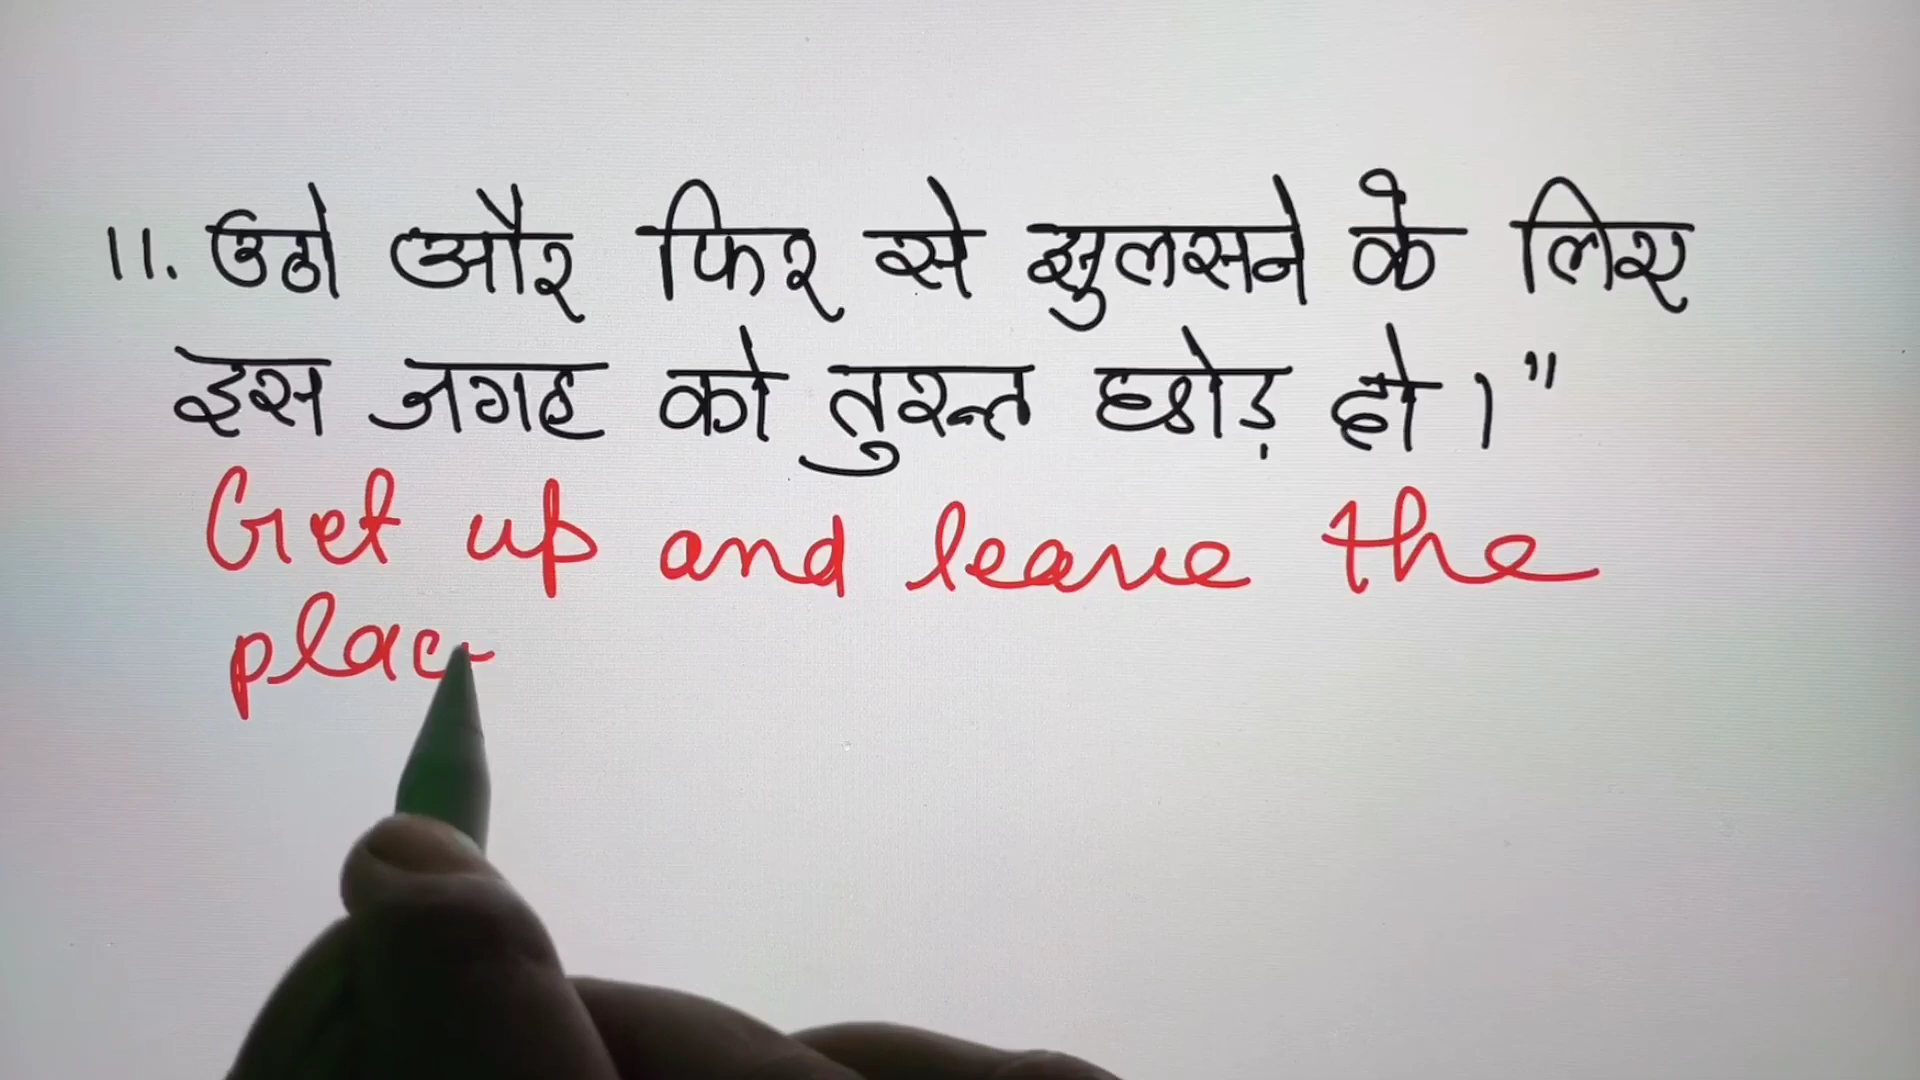 11. उठो और फिर से झुलसने के लिए
इस जगह को तुरन्त छोड़ दो।"
Get up and leave the
plac